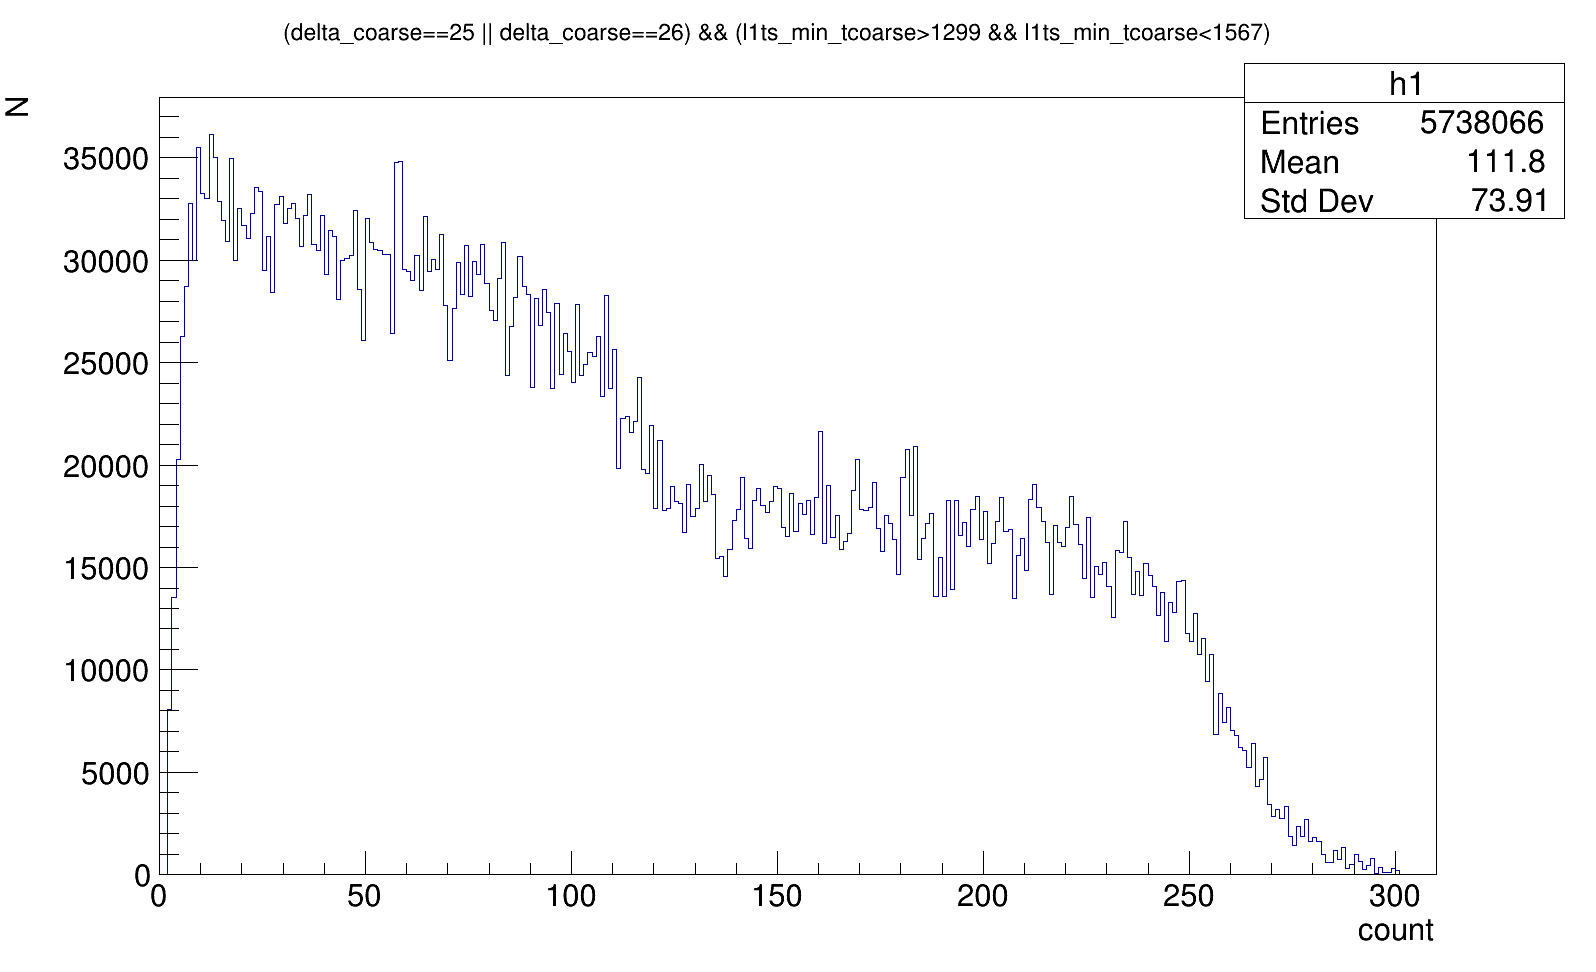 (delta_coarse==25 || delta_coarse==26) && (l1ts_min_tcoarse>1299 && l1ts_min_tcoarse<1567)
h1
Entries 5738066
Mean 111.8
Std Dev 73.91
N
35000
30000
25000
20000
15000
10000
5000
0
0 50 100 150 200 250 300
count